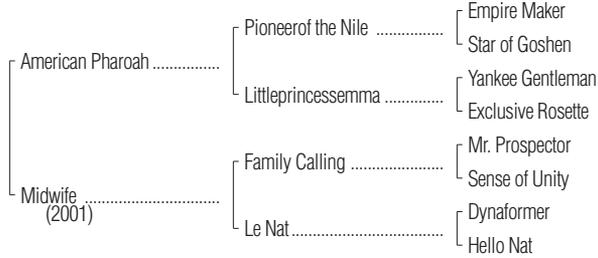 Empire Maker
Pioneerof the Nile ................
Star of Goshen
American Pharoah ................
Yankee Gentleman
Littleprincessemma ..............
Exclusive Rosette
Mr. Prospector
Family Calling ......................
Sense of Unity
Midwife ................................
(2001)
Dynaformer
Le Nat ....................................
Hello Nat